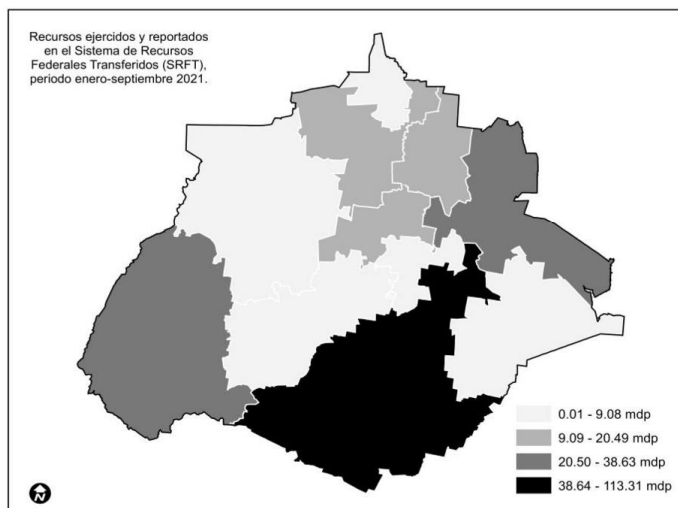 Recursos ejercidos y reportados
en el Sistema de Recursos
Federales Transferidos (SRFT),
periodo enero-septiembre 2021.
0.01 - 9.08 mdp
9.09 - 20.49 mdp
20.50 - 38.63 mdp
38.64 - 113.31 mdp
N